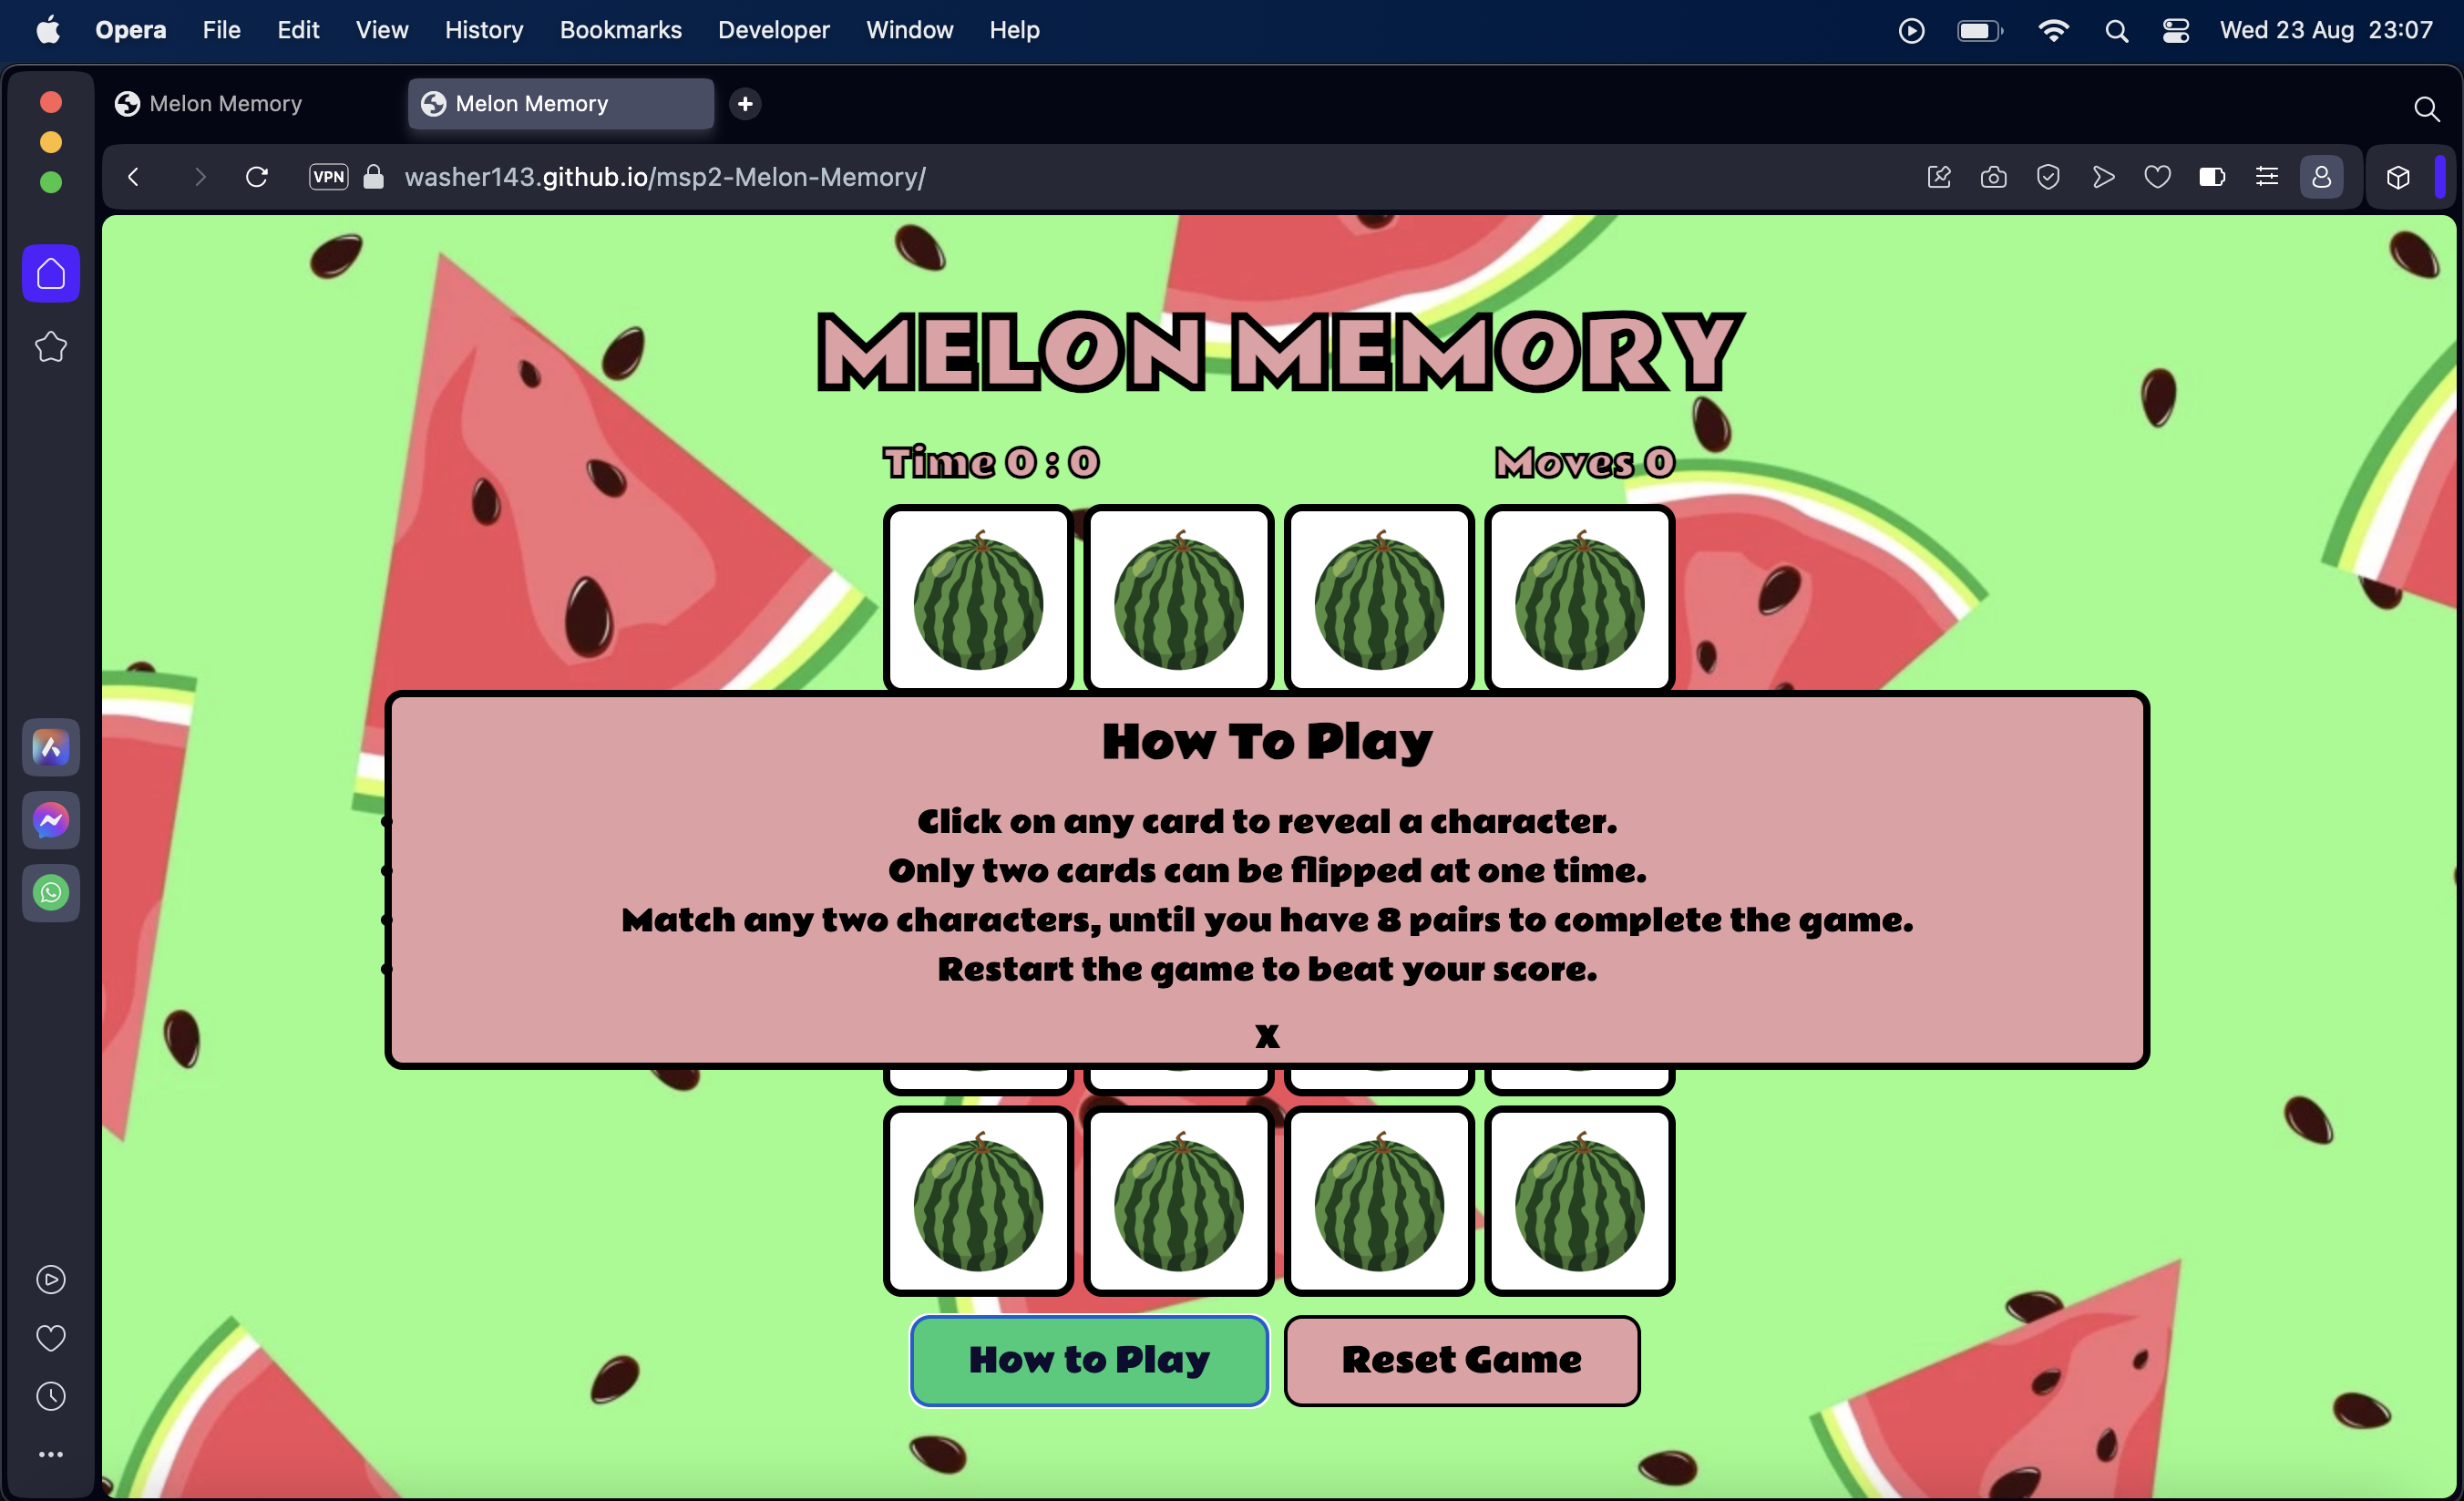 Opera File Edit View History Bookmarks Developer Window Help Wed 23 Aug 23:07
Melon Memory Melon Memory
VPN washer143.github.io/msp2-Melon-Memory/
MELON MEMORY
Time 0 : 0 Moves 0
How To Play
Click on any card to reveal a character.
Only two cards can be flipped at one time.
Match any two characters, until you have 8 pairs to complete the game.
Restart the game to beat your score.
X
How to Play Reset Game